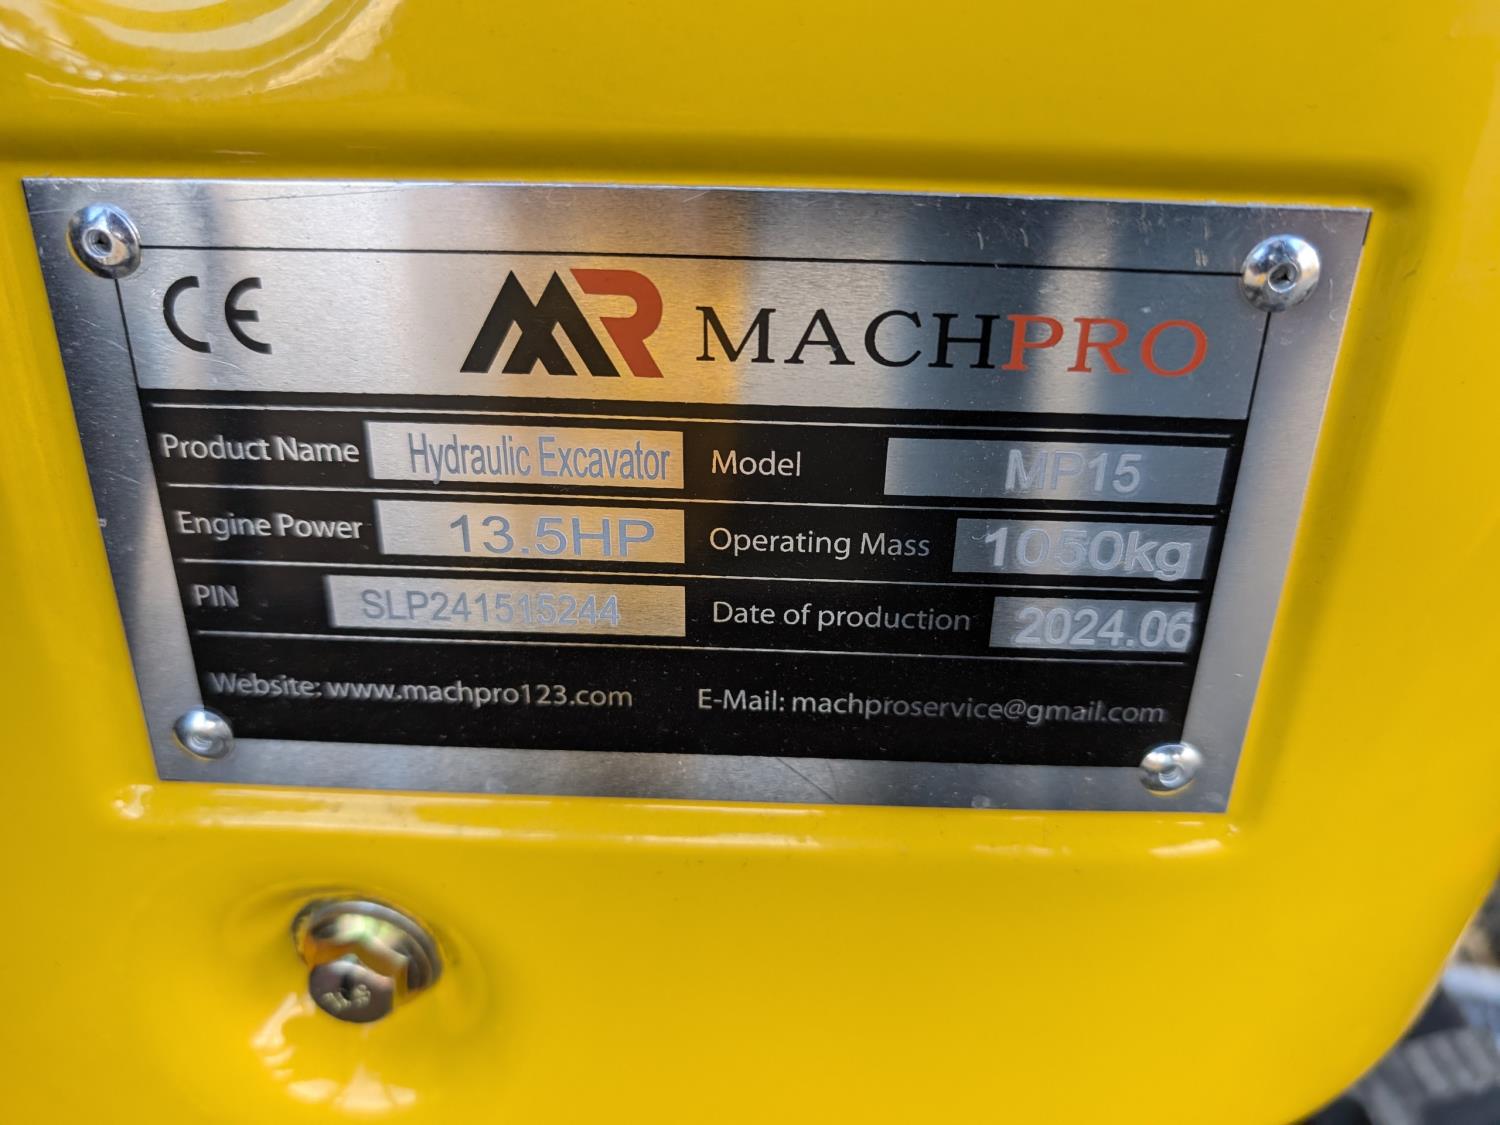 CE MR MACHPRO
Product Name Hydraulic Excavator Model MP15
Engine Power 13.5HP Operating Mass 1050kg
PIN SLP241515244 Date of production 2024.06
Website: www.machpro123.com E-Mail: machproservice@gmail.com